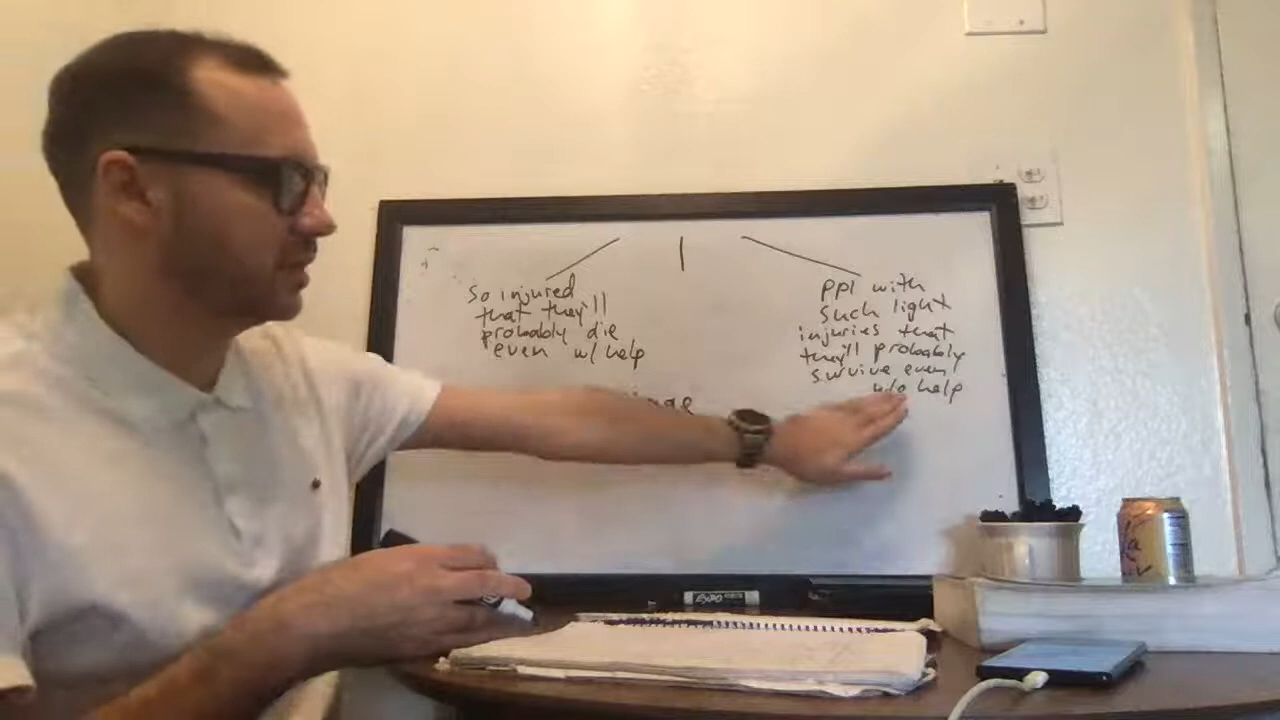 so injured
that they'll
probably die
even w/ help
ppl with
such light
injuries that
they'll probably
survive even
w/o help
EXPO
La